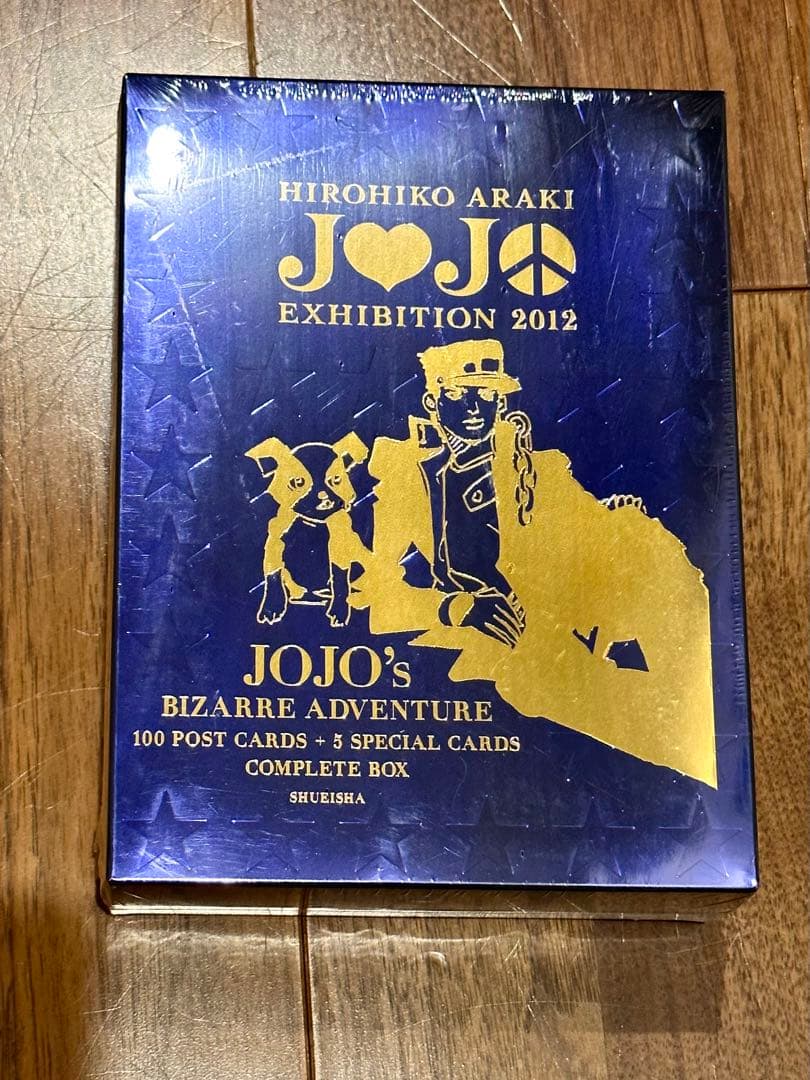 HIROHIKO ARAKI
JOJO
EXHIBITION 2012
JOJO's
BIZARRE ADVENTURE
100 POST CARDS + 5 SPECIAL CARDS
COMPLETE BOX
SHUEISHA